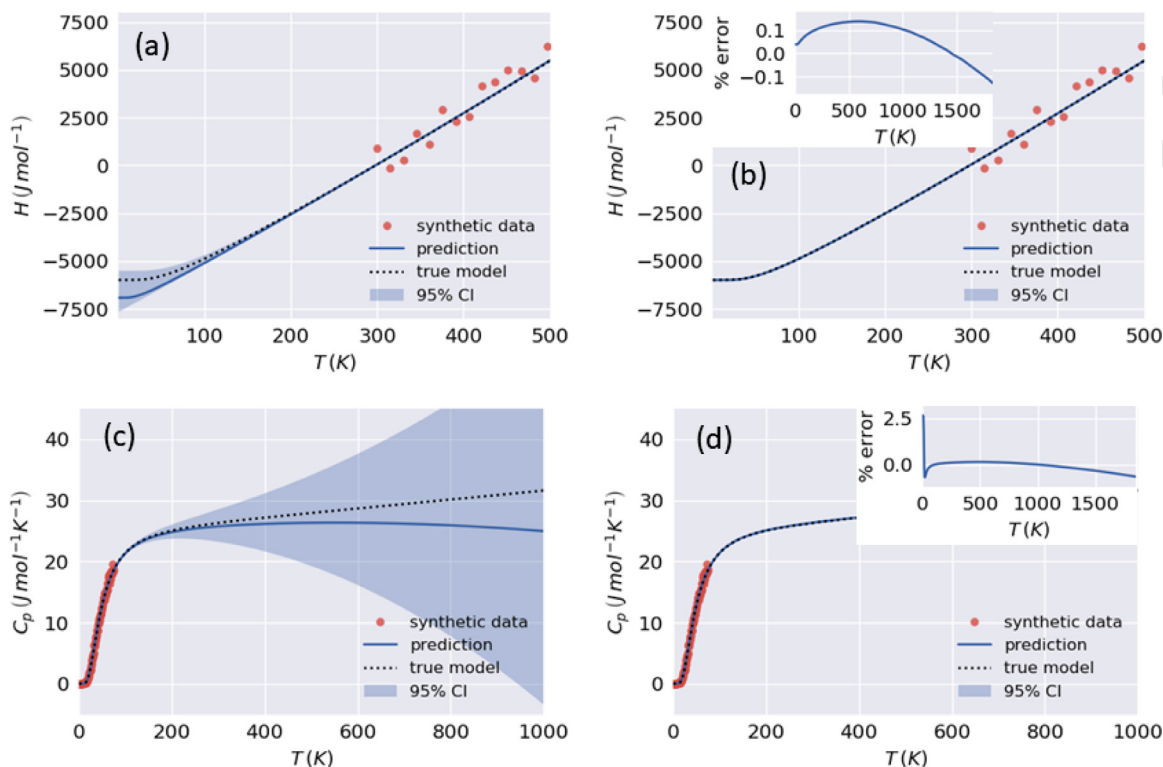 (a)
H (J mol⁻¹)
7500
5000
2500
0
−2500
−5000
−7500
synthetic data
prediction
true model
95% CI
100
200
300
400
500
T (K)
(b)
H (J mol⁻¹)
7500
5000
2500
0
−2500
−5000
−7500
% error
0.1
0.0
−0.1
0
500
1000
1500
T (K)
synthetic data
prediction
true model
95% CI
100
200
300
400
500
T (K)
(c)
Cₚ (J mol⁻¹K⁻¹)
40
30
20
10
0
synthetic data
prediction
true model
95% CI
0
200
400
600
800
1000
T (K)
(d)
Cₚ (J mol⁻¹K⁻¹)
40
30
20
10
0
% error
2.5
0.0
0
500
1000
1500
T (K)
synthetic data
prediction
true model
95% CI
0
200
400
600
800
1000
T (K)